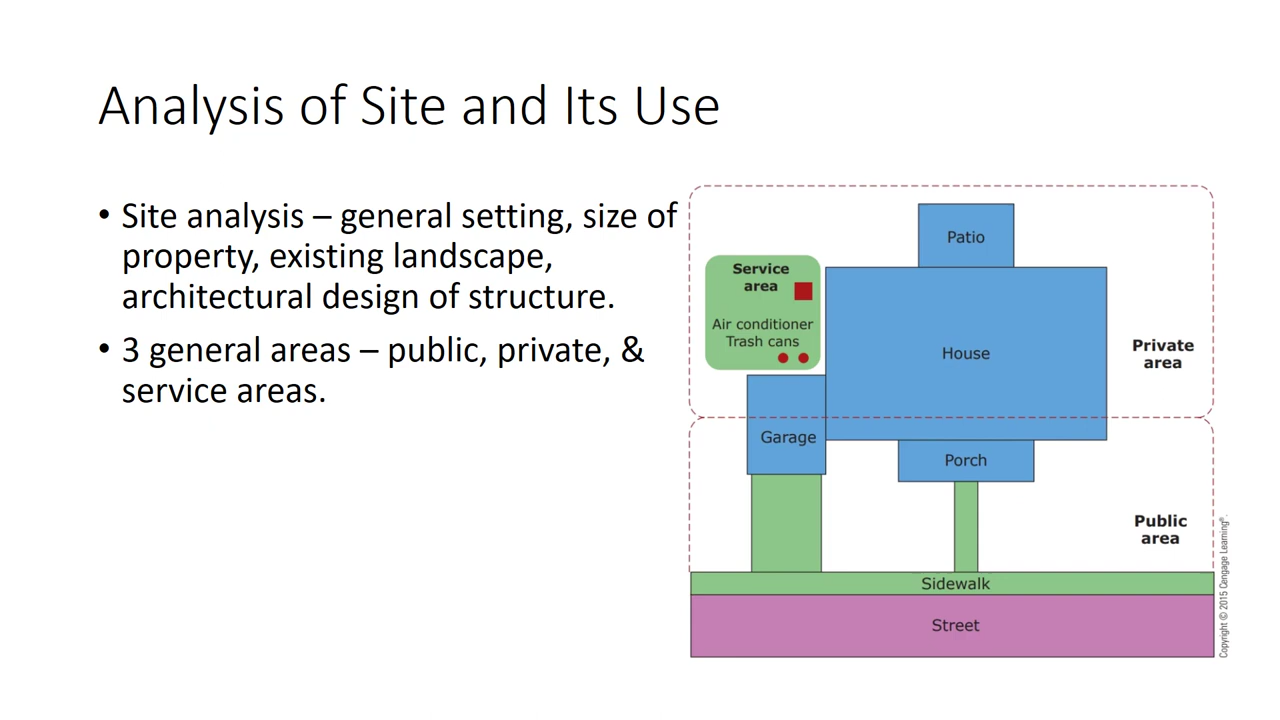 Analysis of Site and Its Use
• Site analysis – general setting, size of
property, existing landscape,
architectural design of structure.
• 3 general areas – public, private, &
service areas.
Patio
Service
area
Air conditioner
Trash cans
House
Private
area
Garage
Porch
Public
area
Sidewalk
Street
Copyright © 2015 Cengage Learning®.